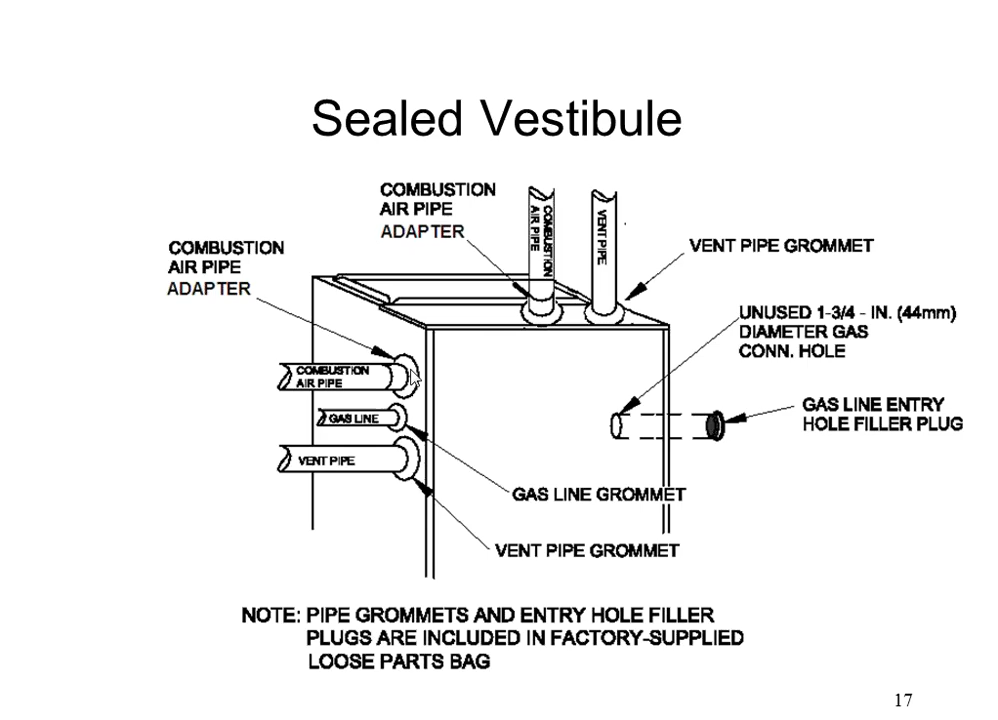 Sealed Vestibule
COMBUSTION
AIR PIPE
ADAPTER
COMBUSTION
AIR PIPE
VENT PIPE
VENT PIPE GROMMET
COMBUSTION
AIR PIPE
ADAPTER
UNUSED 1-3/4 - IN. (44mm)
DIAMETER GAS
CONN. HOLE
COMBUSTION
AIR PIPE
GAS LINE
VENT PIPE
GAS LINE ENTRY
HOLE FILLER PLUG
GAS LINE GROMMET
VENT PIPE GROMMET
NOTE: PIPE GROMMETS AND ENTRY HOLE FILLER
PLUGS ARE INCLUDED IN FACTORY-SUPPLIED
LOOSE PARTS BAG
17